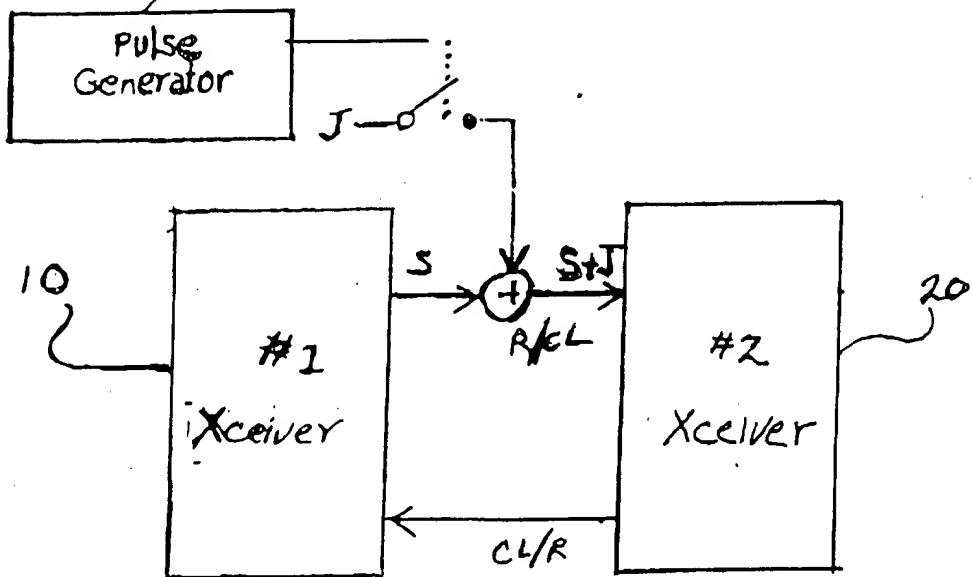 Pulse
Generator
J
S
S+J
10
20
R/CL
#1
#2
Xceiver
Xceiver
CL/R